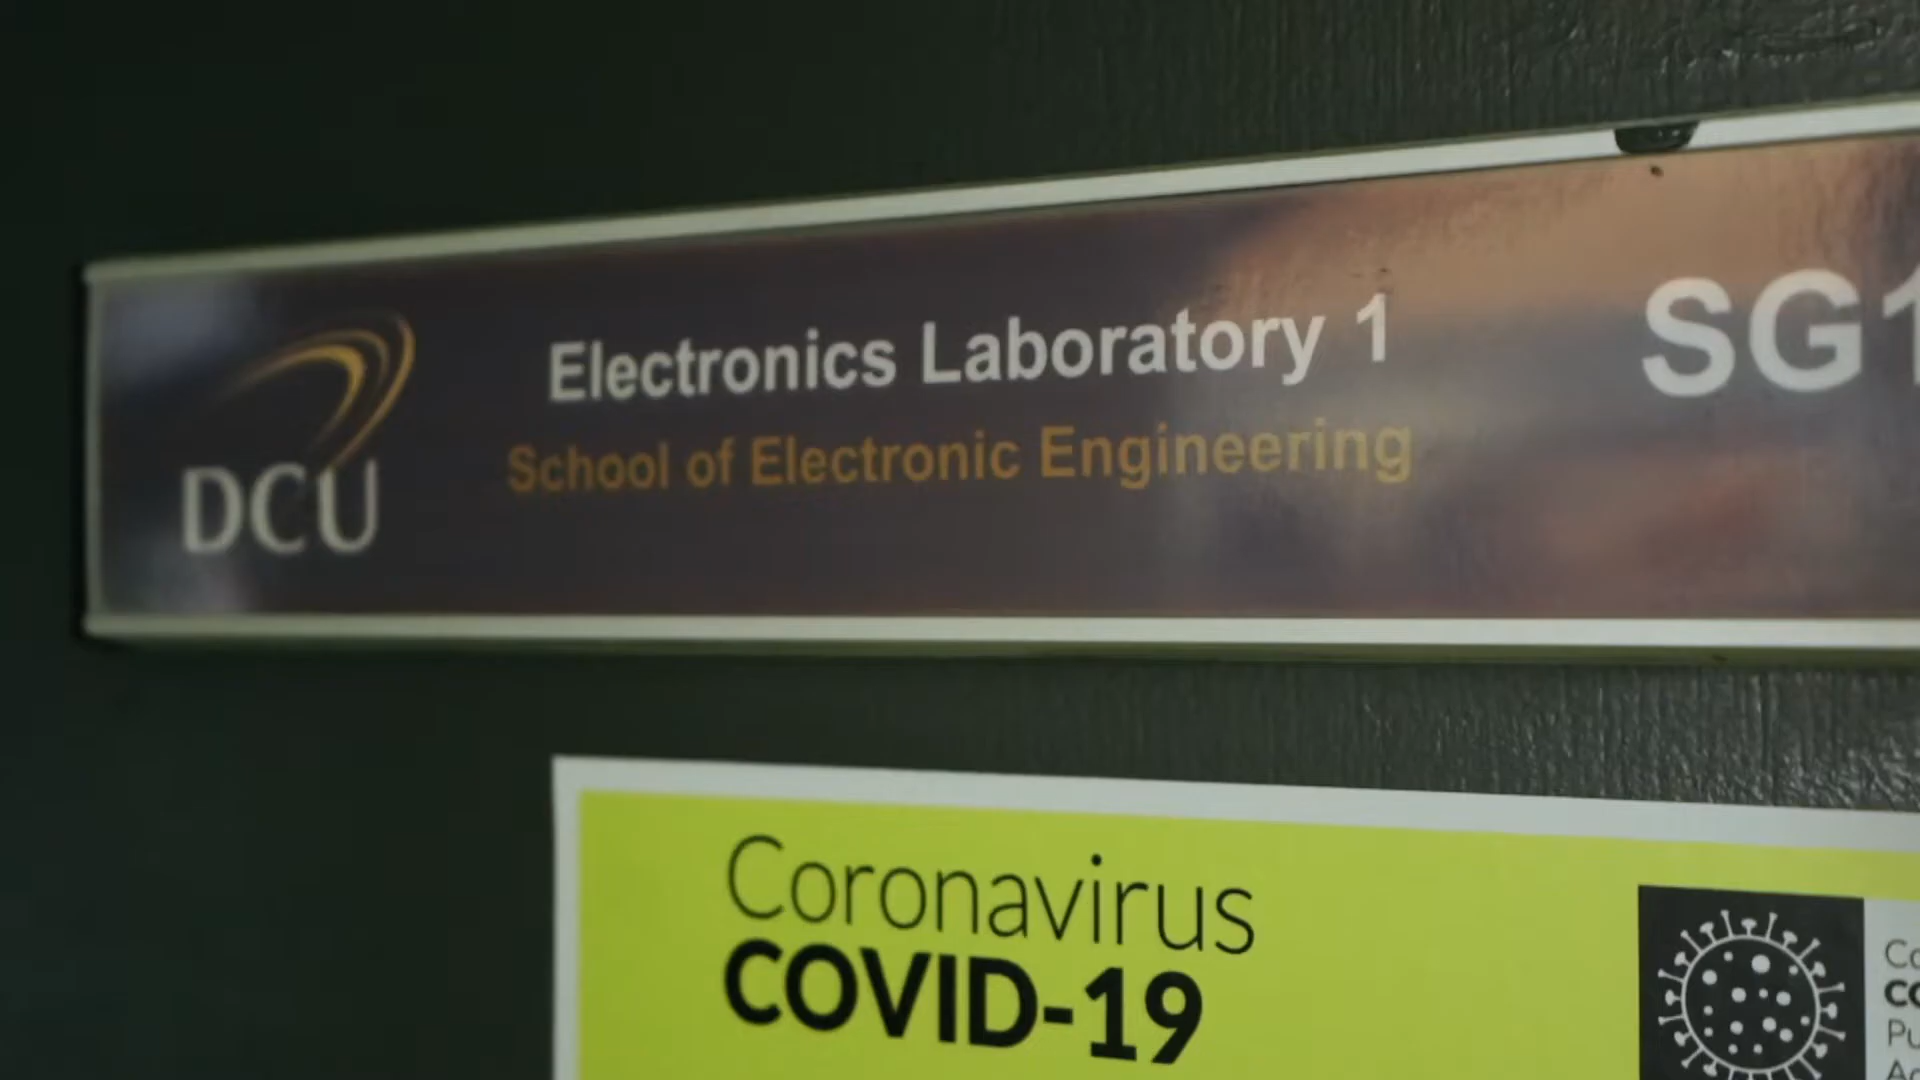 DCU
Electronics Laboratory 1
School of Electronic Engineering
SG1
Coronavirus
COVID-19